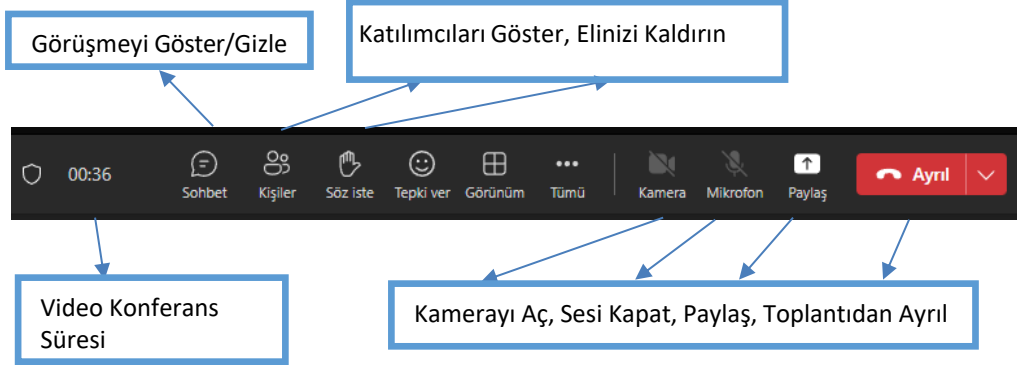 Görüşmeyi Göster/Gizle
Katılımcıları Göster, Elinizi Kaldırın
00:36
Sohbet
Kişiler
Söz iste
Tepki ver
Görünüm
Tümü
Kamera
Mikrofon
Paylaş
Ayrıl
Video Konferans
Süresi
Kamerayı Aç, Sesi Kapat, Paylaş, Toplantıdan Ayrıl